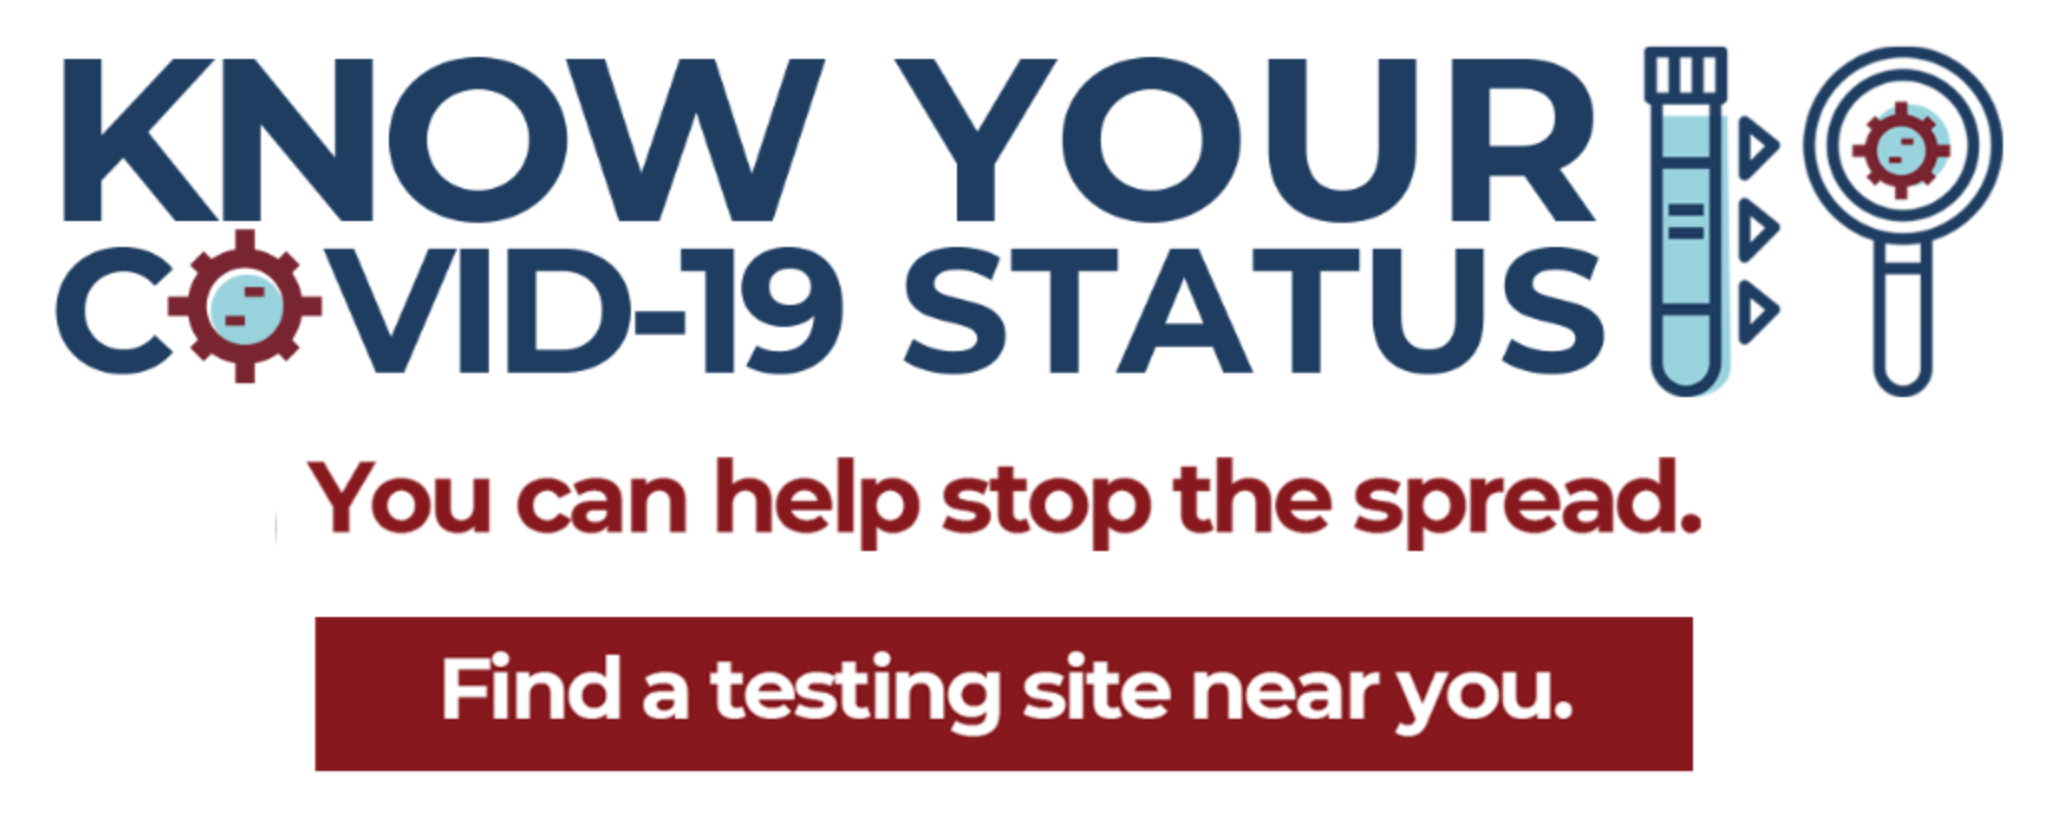 KNOW YOUR
COVID-19 STATUS
You can help stop the spread.
Find a testing site near you.